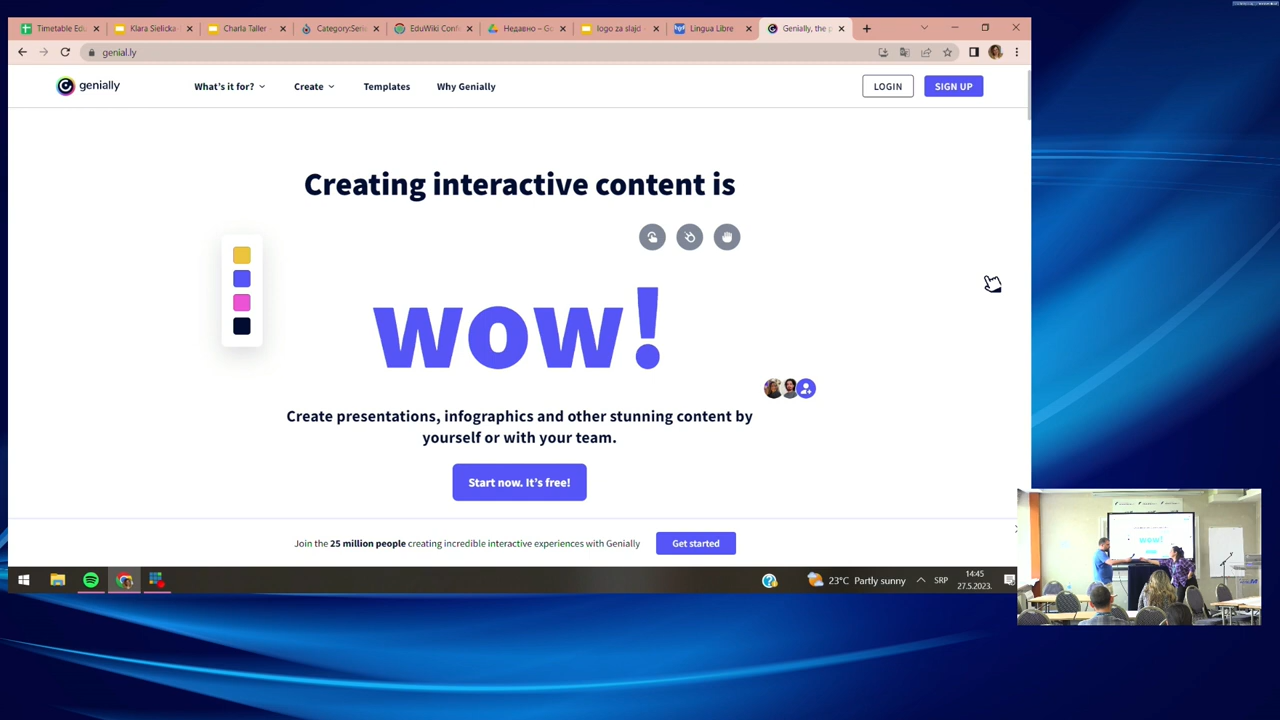 Timetable Edu
Klara Sielicka
Charla Taller -
Category:Seri
EduWiki Conf
Недавно – Go
logo za slajd
Lingua Libre
Genially, the p
genial.ly
genially
What's it for?
Create
Templates
Why Genially
LOGIN
SIGN UP
Creating interactive content is
wow!
Create presentations, infographics and other stunning content by
yourself or with your team.
Start now. It's free!
Join the 25 million people creating incredible interactive experiences with Genially
Get started
23°C Partly sunny
SRP
14:45
27.5.2023.
wow!